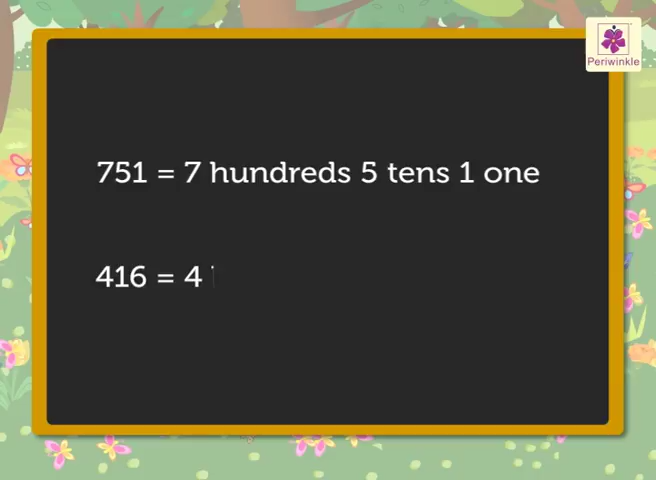 Periwinkle
751 = 7 hundreds 5 tens 1 one
416 = 4